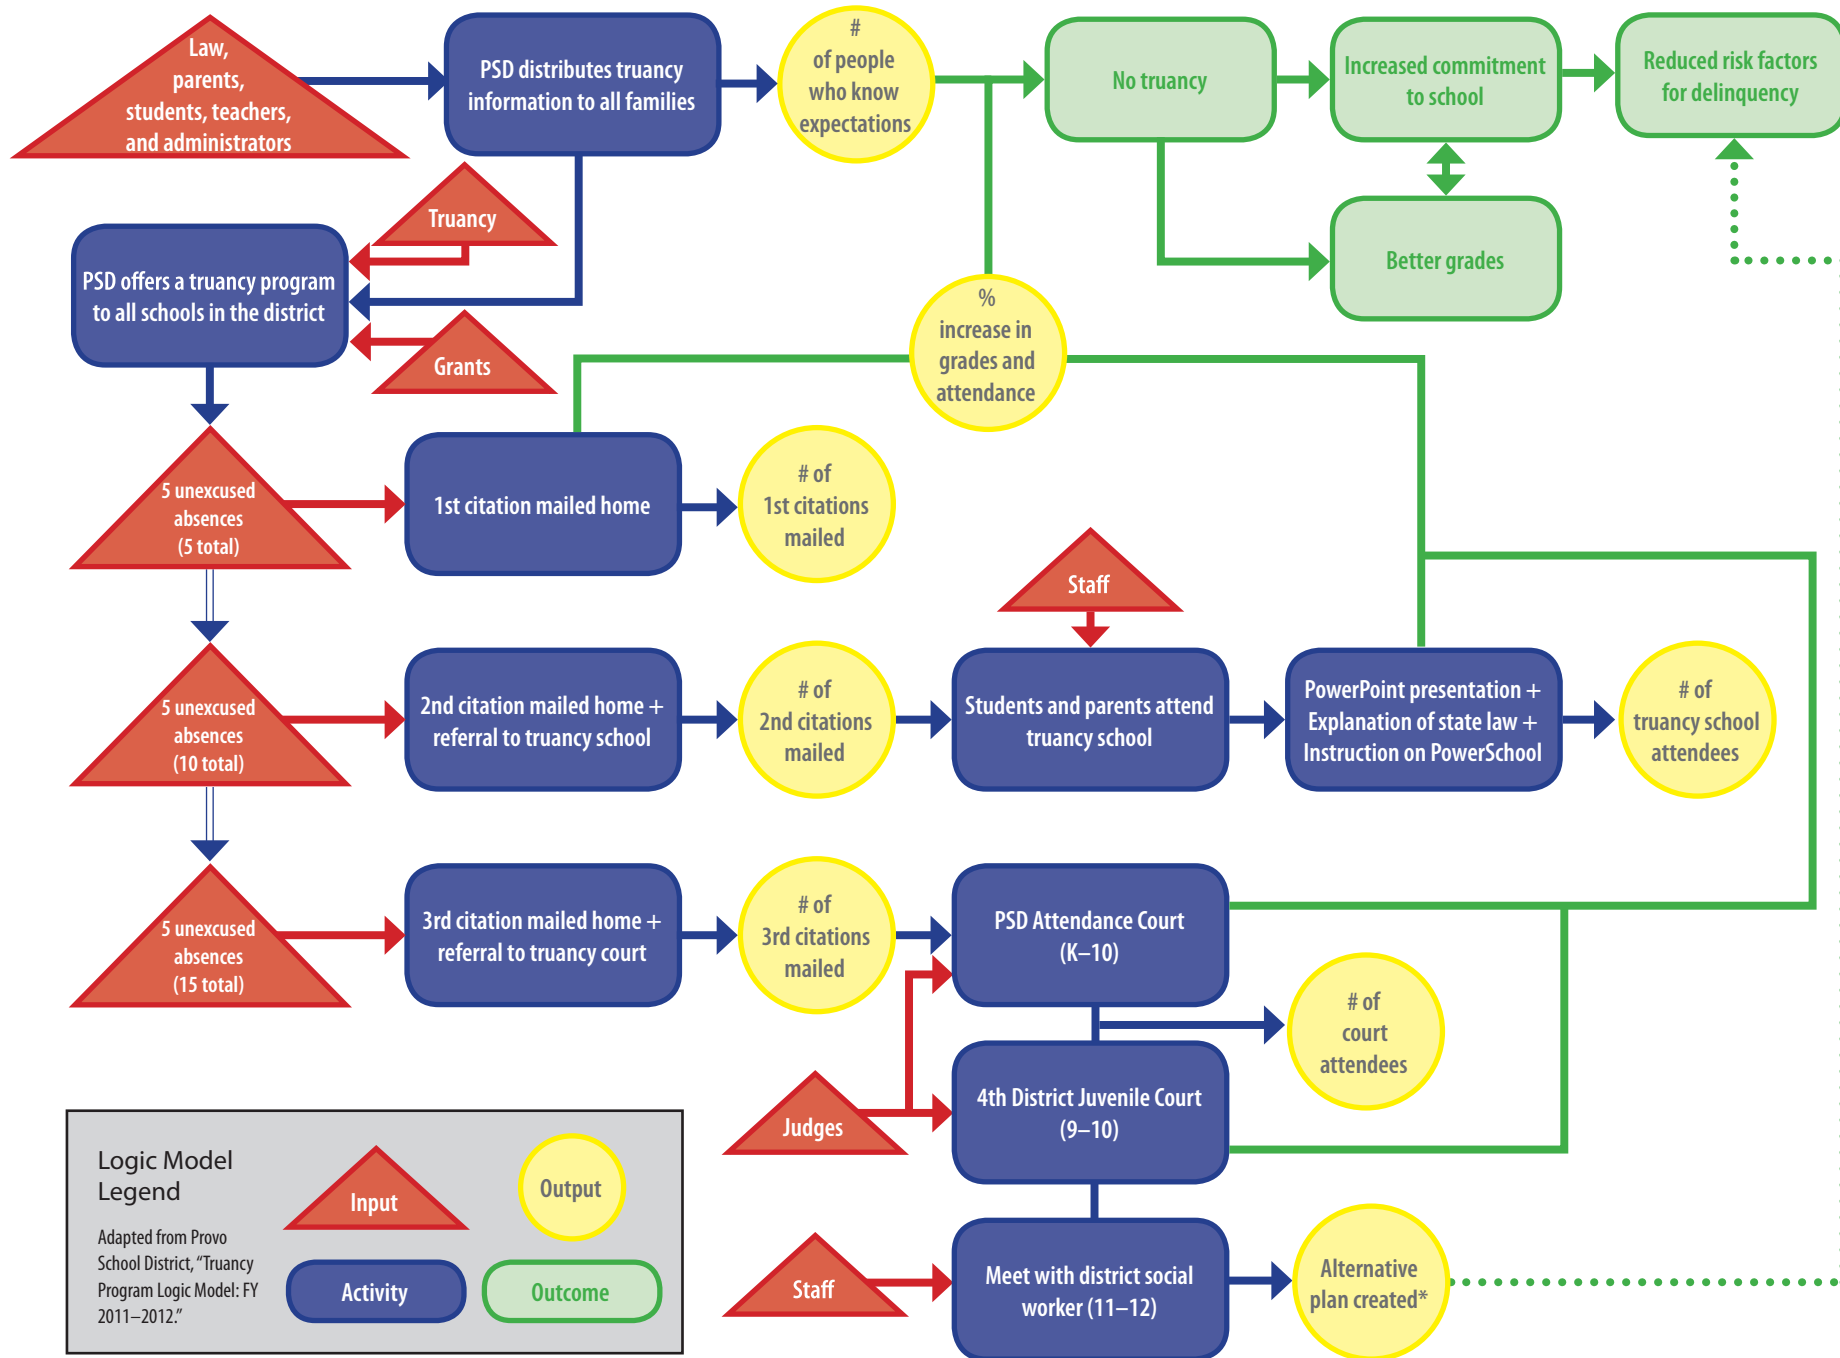 Law,
parents,
students, teachers,
and administrators
PSD distributes truancy
information to all families
#
of people
who know
expectations
No truancy
Increased commitment
to school
Reduced risk factors
for delinquency
Truancy
Better grades
PSD offers a truancy program
to all schools in the district
Grants
%
increase in
grades and
attendance
5 unexcused
absences
(5 total)
1st citation mailed home
# of
1st citations
mailed
Staff
5 unexcused
absences
(10 total)
2nd citation mailed home +
referral to truancy school
# of
2nd citations
mailed
Students and parents attend
truancy school
PowerPoint presentation +
Explanation of state law +
Instruction on PowerSchool
# of
truancy school
attendees
5 unexcused
absences
(15 total)
3rd citation mailed home +
referral to truancy court
# of
3rd citations
mailed
PSD Attendance Court
(K–10)
# of
court
attendees
Judges
4th District Juvenile Court
(9–10)
Staff
Meet with district social
worker (11–12)
Alternative
plan created*
Logic Model
Legend
Adapted from Provo
School District, “Truancy
Program Logic Model: FY
2011–2012.”
Input
Output
Activity
Outcome